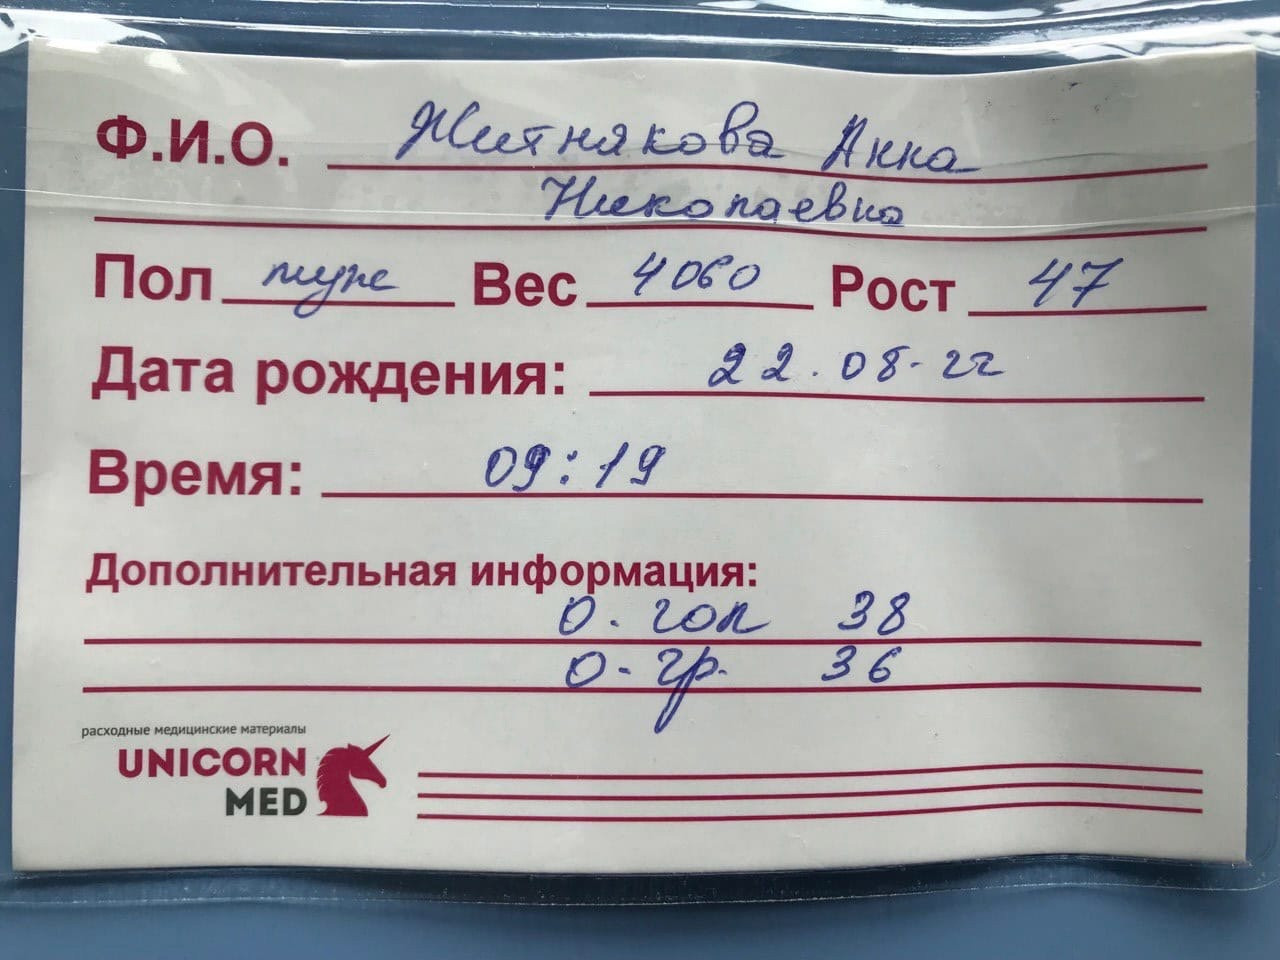 Ф.И.О. Житнякова Анна
Николаевна
Пол муж Вес 4060 Рост 47
Дата рождения: 22.08.22
Время: 09:19
Дополнительная информация:
О. гол 38
О. гр. 36
расходные медицинские материалы
UNICORN
MED